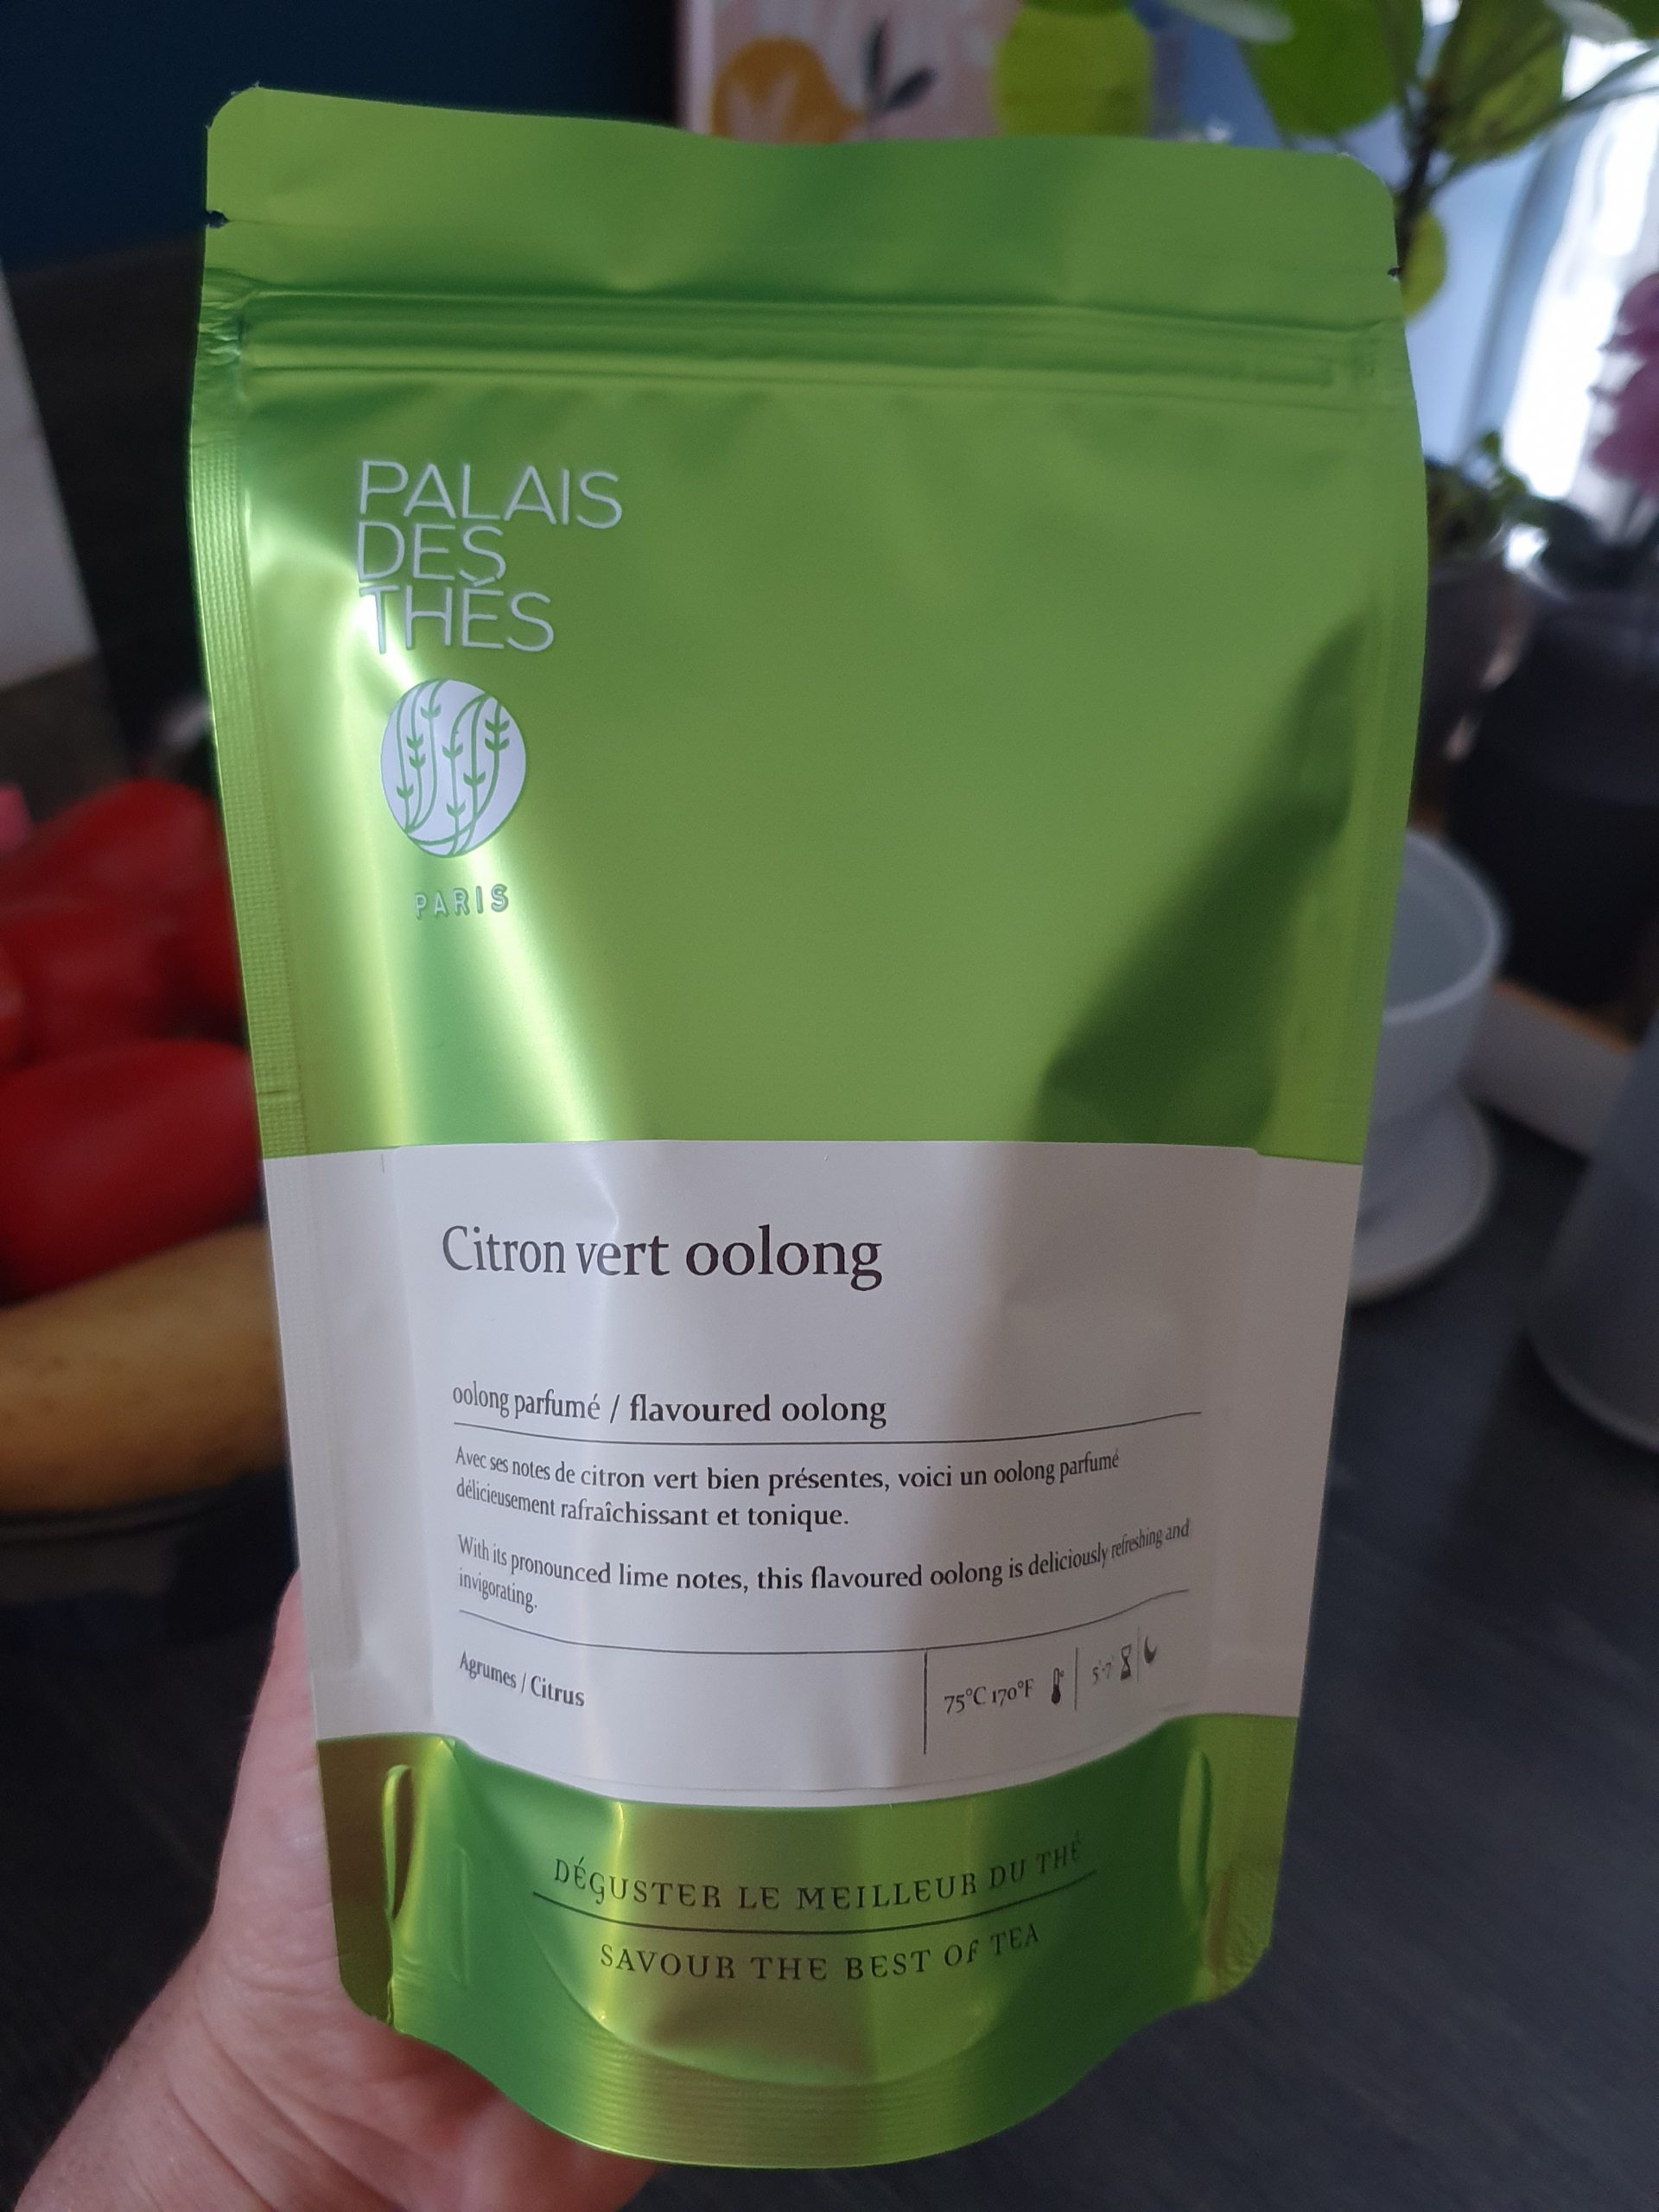 PALAIS
DES
THÉS
PARIS
Citron vert oolong
oolong parfumé / flavoured oolong
Avec ses notes de citron vert bien présentes, voici un oolong parfumé
délicieusement rafraîchissant et tonique.
With its pronounced lime notes, this flavoured oolong is deliciously refreshing and
invigorating.
Agrumes / Citrus
75°C 170°F
5'-7'
DÉGUSTER LE MEILLEUR DU THÉ
SAVOUR THE BEST OF TEA